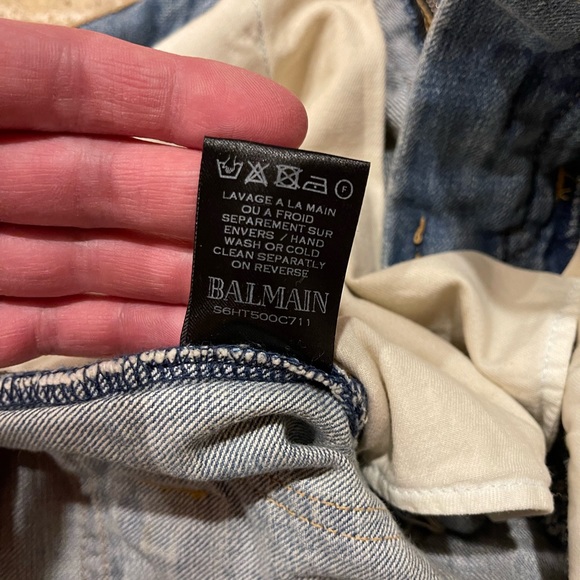 F
LAVAGE A LA MAIN
OU A FROID
SEPAREMENT SUR
ENVERS / HAND
WASH OR COLD
CLEAN SEPARATLY
ON REVERSE
BALMAIN
S6HT500C711